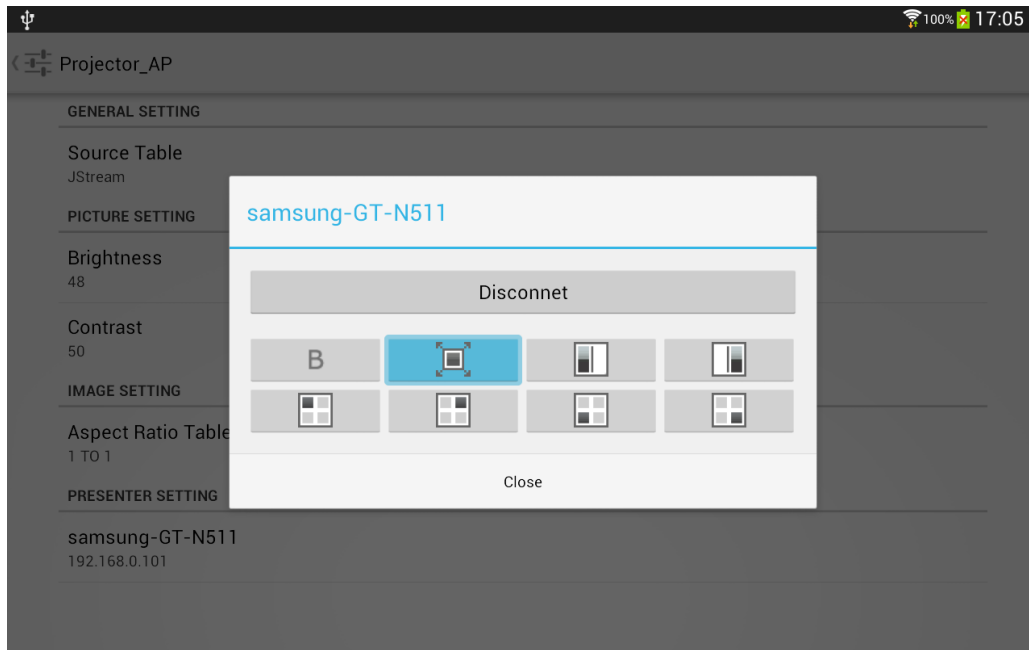 100% 17:05
Projector_AP
GENERAL SETTING
Source Table
JStream
PICTURE SETTING
Brightness
48
Contrast
50
IMAGE SETTING
Aspect Ratio Table
1 TO 1
PRESENTER SETTING
samsung-GT-N511
192.168.0.101
samsung-GT-N511
Disconnet
B
Close